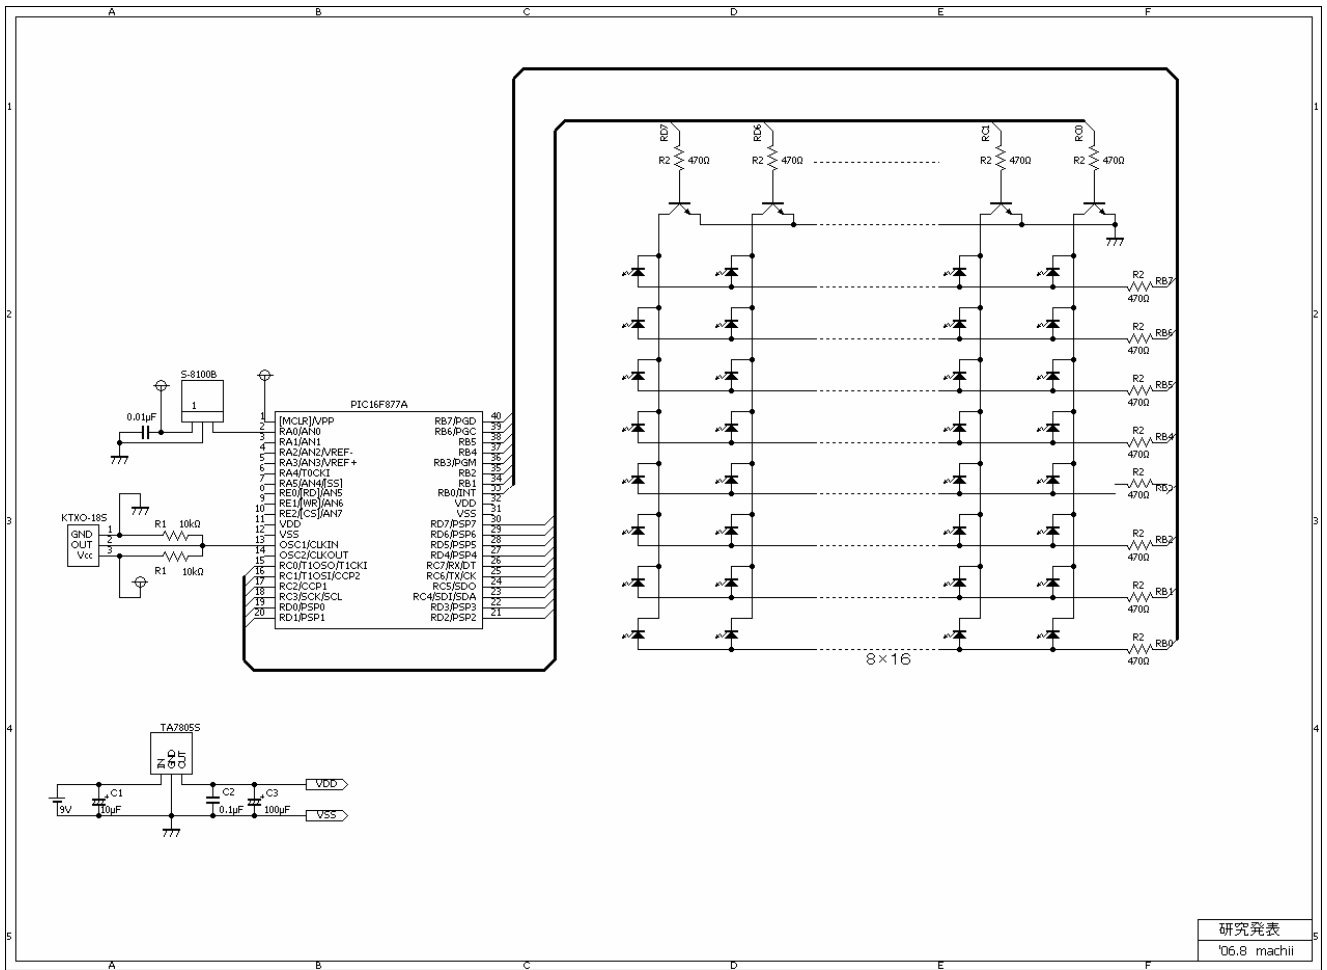 A B C D E F
1 1
RD7 RD6 RC1 RC0
R2 470Ω R2 470Ω R2 470Ω R2 470Ω
R2 RB7
470Ω
2 2
R2 RB6
470Ω
R2 RB5
470Ω
R2 RB4
470Ω
R2 RB3
470Ω
R2 RB2
470Ω
R2 RB1
470Ω
R2 RB0
470Ω
8×16
S-8100B
1
0.01μF
PIC16F877A
1 [MCLR]/VPP RB7/PGD 40
2 RA0/AN0 RB6/PGC 39
3 RA1/AN1 RB5 38
4 RA2/AN2/VREF- RB4 37
5 RA3/AN3/VREF+ RB3/PGM 36
6 RA4/T0CKI RB2 35
7 RA5/AN4/[SS] RB1 34
8 RE0/[RD]/AN5 RB0/INT 33
9 RE1/[WR]/AN6 VDD 32
10 RE2/[CS]/AN7 VSS 31
11 VDD RD7/PSP7 30
12 VSS RD6/PSP6 29
13 OSC1/CLKIN RD5/PSP5 28
14 OSC2/CLKOUT RD4/PSP4 27
15 RC0/T1OSO/T1CKI RC7/RX/DT 26
16 RC1/T1OSI/CCP2 RC6/TX/CK 25
17 RC2/CCP1 RC5/SDO 24
18 RC3/SCK/SCL RC4/SDI/SDA 23
19 RD0/PSP0 RD3/PSP3 22
20 RD1/PSP1 RD2/PSP2 21
3 3
KTXO-18S
GND 1
OUT 2
Vcc 3
R1 10kΩ
R1 10kΩ
4 4
TA7805S
IN GND OUT
9V
C1
10μF
C2
0.1μF
C3
100μF
VDD
VSS
5 5
研究発表
'06.8 machii
A B C D E F